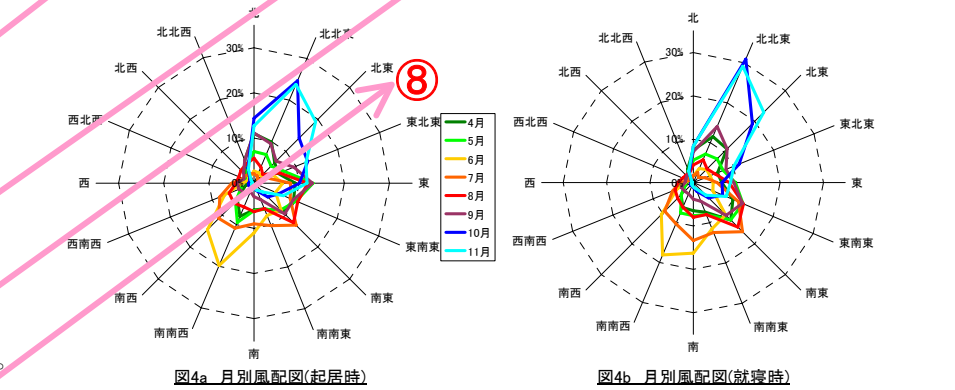 北
北北東
北東
東北東
東
東南東
南東
南南東
南
南南西
南西
西南西
西
西北西
北西
北北西
30%
20%
10%
0%
⑧
4月
5月
6月
7月
8月
9月
10月
11月
図4a 月別風配図(起居時)
北
北北東
北東
東北東
東
東南東
南東
南南東
南
南南西
南西
西南西
西
西北西
北西
北北西
30%
20%
10%
0%
図4b 月別風配図(就寝時)
。